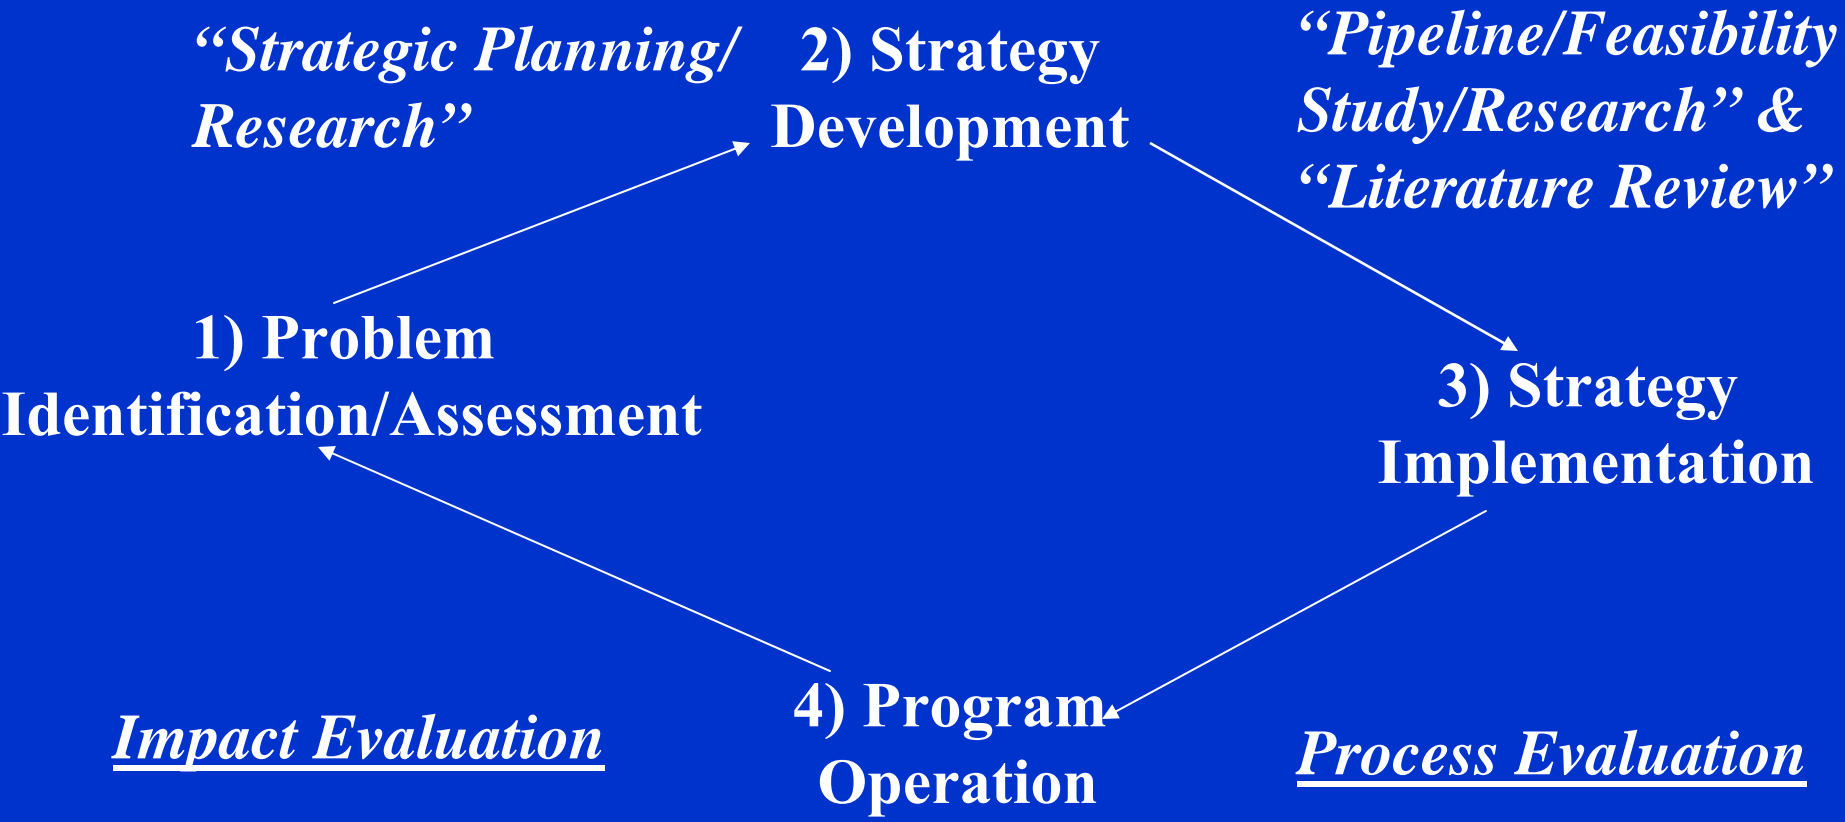 “Strategic Planning/
Research”
2) Strategy
Development
“Pipeline/Feasibility
Study/Research” &
“Literature Review”
1) Problem
Identification/Assessment
3) Strategy
Implementation
4) Program
Operation
Impact Evaluation
Process Evaluation